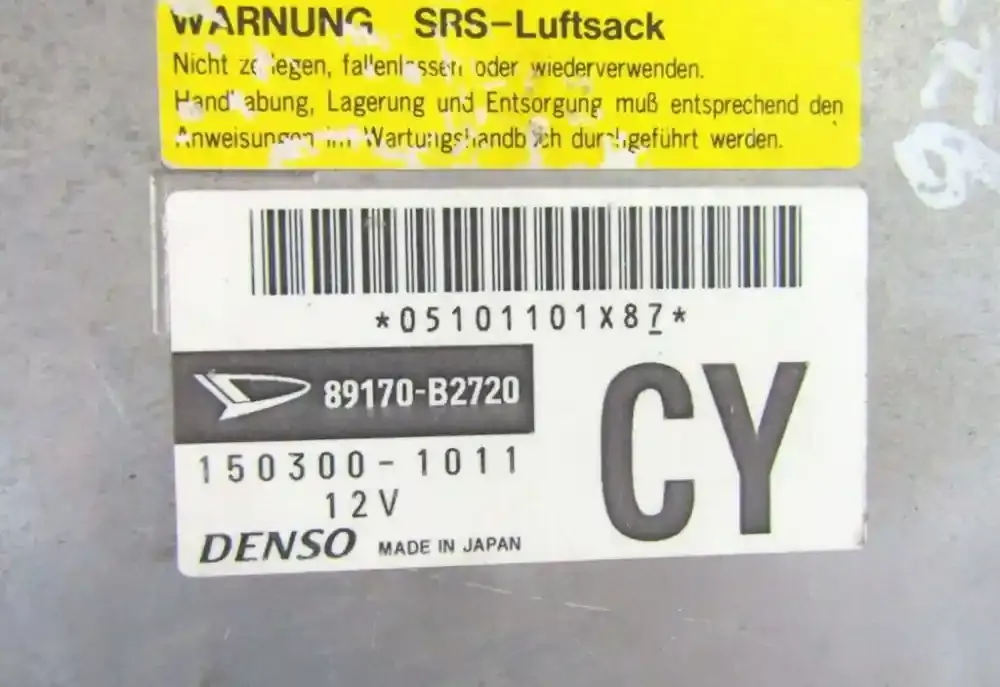 WARNUNG SRS-Luftsack
Nicht zerlegen, fallenlassen oder wiederverwenden.
Handhabung, Lagerung und Entsorgung muß entsprechend den
Anweisungen im Wartungshandbuch durchgeführt werden.
*05101101X87*
89170-B2720
CY
150300-1011
12V
DENSO MADE IN JAPAN